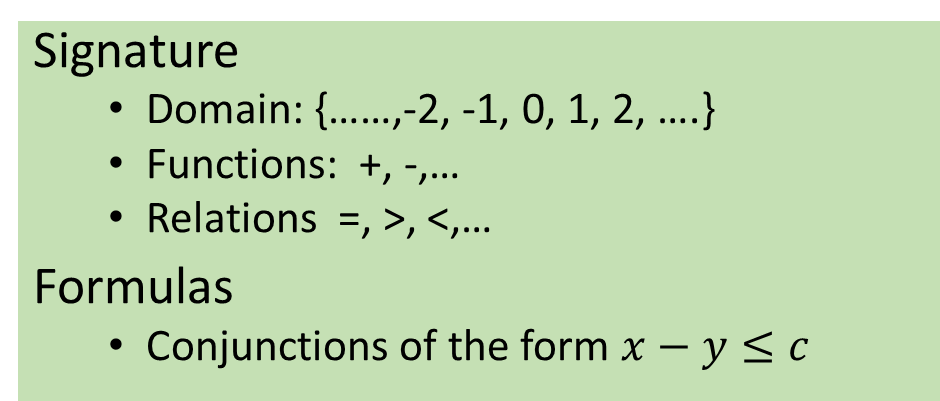 Signature
• Domain: {……,-2, -1, 0, 1, 2, ….}
• Functions:  +, -,…
• Relations  =, >, <,…
Formulas
• Conjunctions of the form x − y ≤ c